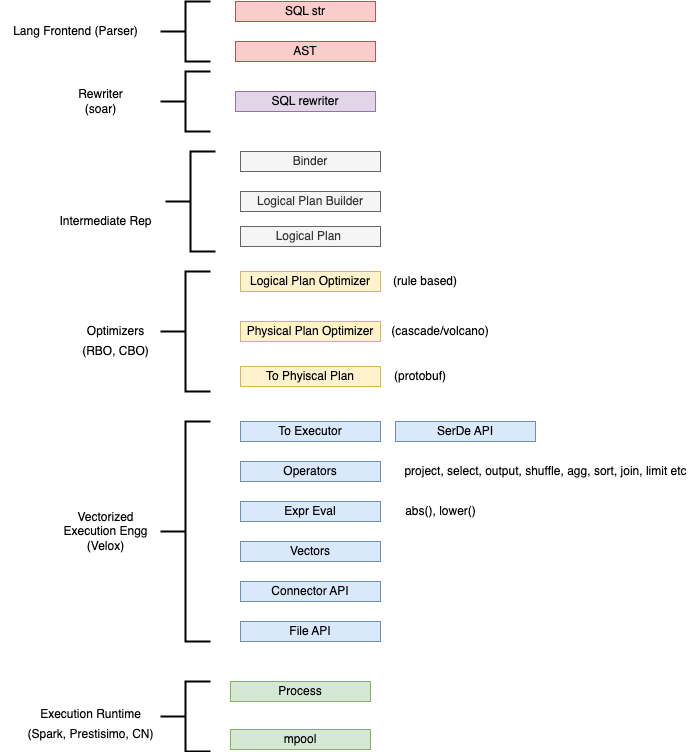 SQL str
Lang Frontend (Parser)
AST
Rewriter
(soar)
SQL rewriter
Binder
Logical Plan Builder
Intermediate Rep
Logical Plan
Logical Plan Optimizer (rule based)
Optimizers
(RBO, CBO)
Physical Plan Optimizer (cascade/volcano)
To Phyiscal Plan (protobuf)
To Executor SerDe API
Operators project, select, output, shuffle, agg, sort, join, limit etc
Expr Eval abs(), lower()
Vectorized
Execution Engg
(Velox)
Vectors
Connector API
File API
Process
Execution Runtime
(Spark, Prestisimo, CN)
mpool